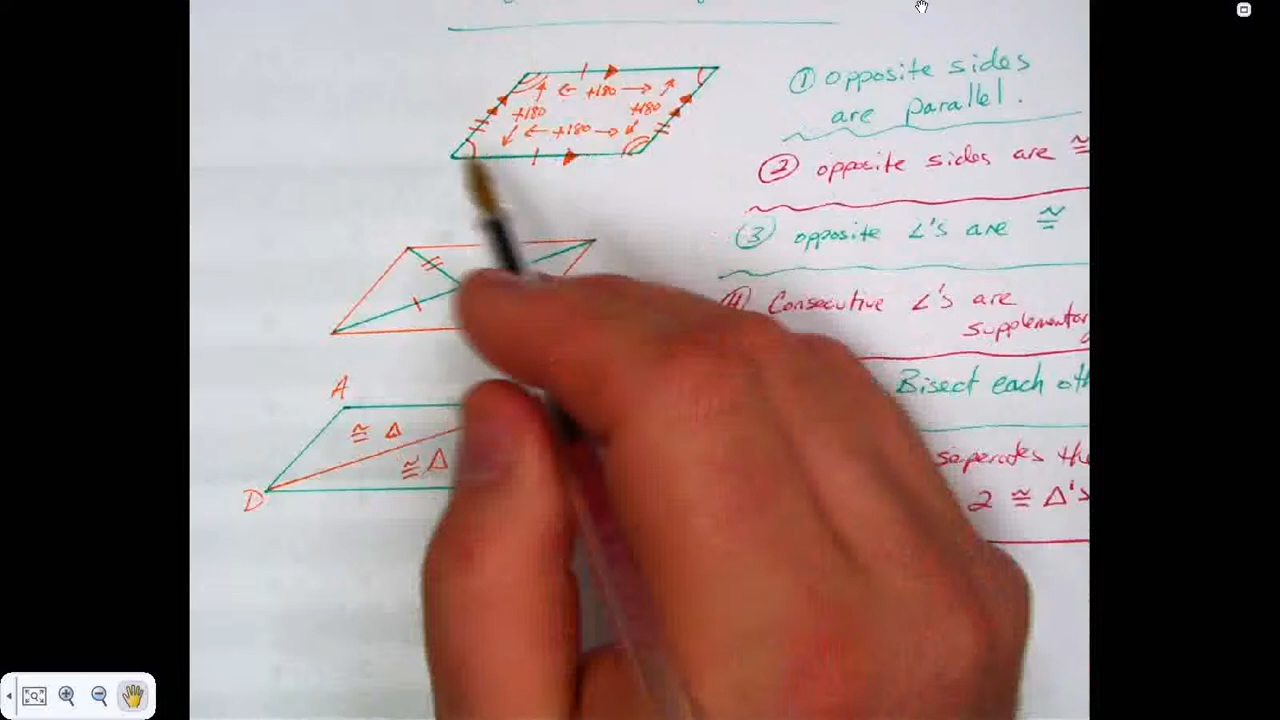 ① opposite sides
are parallel.
② opposite sides are ≅
③ opposite ∠'s are ≅
④ Consecutive ∠'s are
supplementary
Bisect each oth
seperates the
2 ≅ Δ's
+180
+180
+180
+180
A
≅ Δ
≅ Δ
D